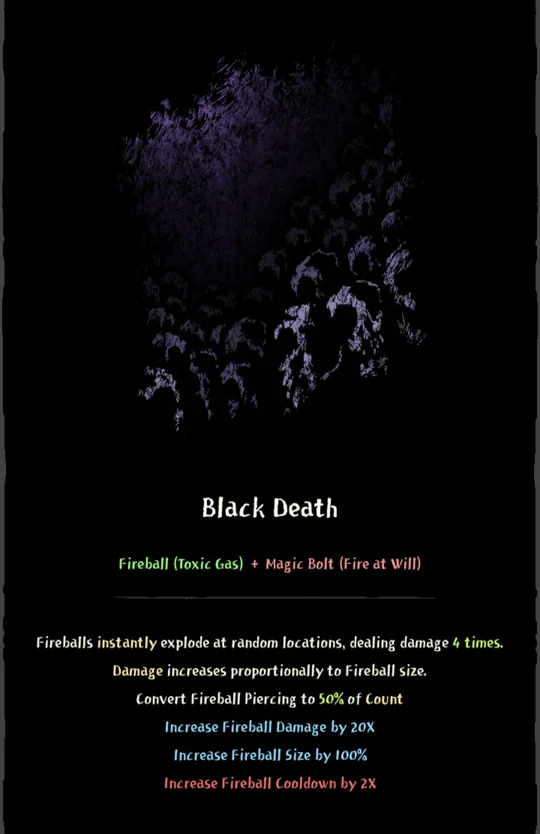 Black Death
Fireball (Toxic Gas) + Magic Bolt (Fire at Will)
Fireballs instantly explode at random locations, dealing damage 4 times.
Damage increases proportionally to Fireball size.
Convert Fireball Piercing to 50% of Count
Increase Fireball Damage by 20X
Increase Fireball Size by 100%
Increase Fireball Cooldown by 2X